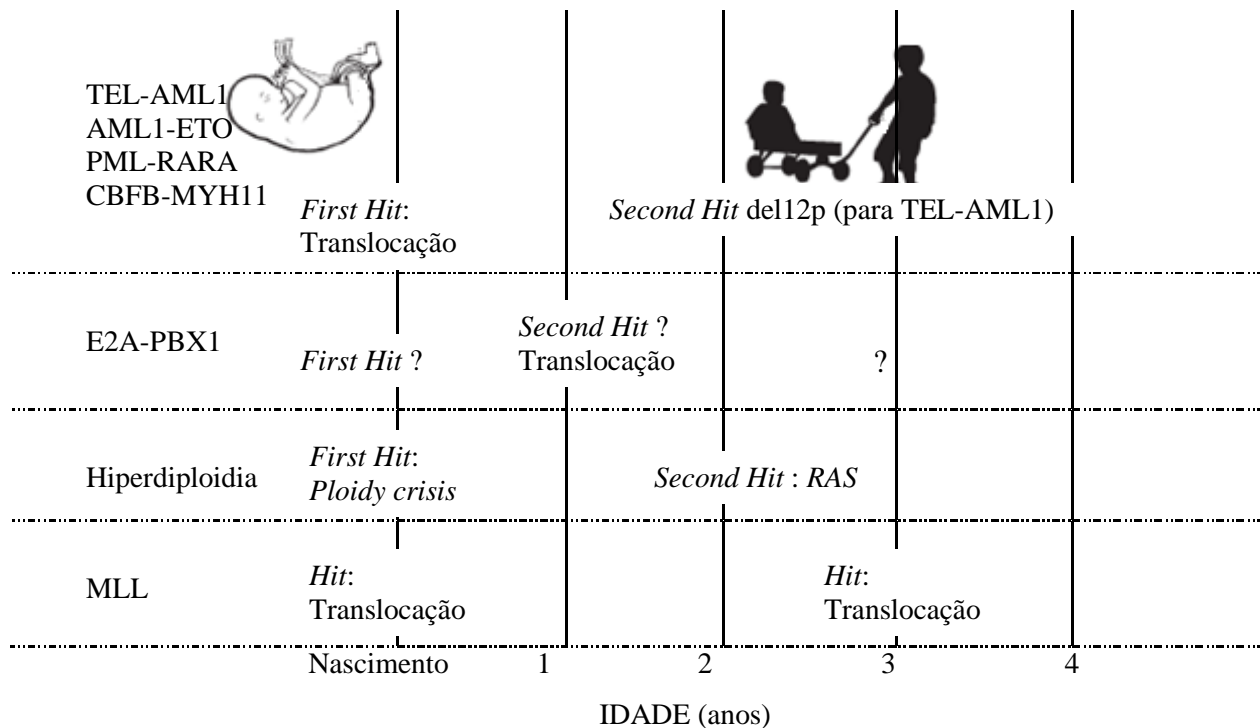 TEL-AML1
AML1-ETO
PML-RARA
CBFB-MYH11
First Hit:
Translocação
Second Hit del12p (para TEL-AML1)
E2A-PBX1
First Hit ?
Second Hit ?
Translocação
?
Hiperdiploidia
First Hit:
Ploidy crisis
Second Hit : RAS
MLL
Hit:
Translocação
Hit:
Translocação
Nascimento 1 2 3 4
IDADE (anos)